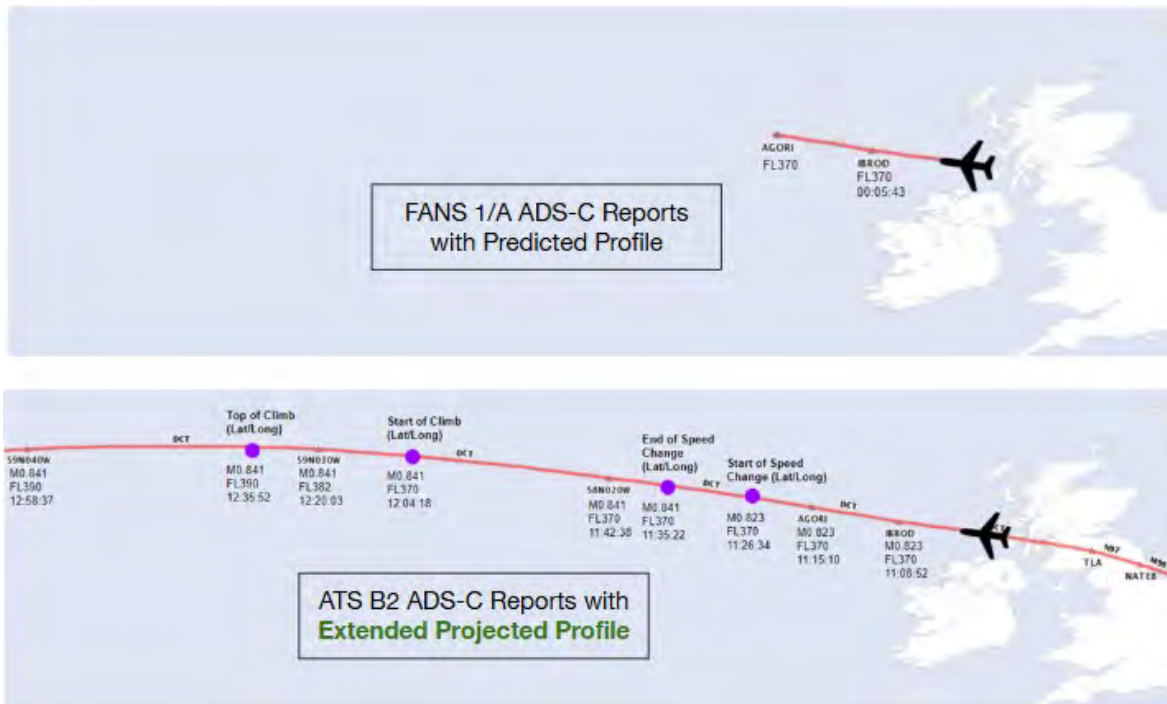 AGORI
FL370
IBROD
FL370
00:05:43
FANS 1/A ADS-C Reports
with Predicted Profile
59N040W
M0.841
FL390
12:58:37
DCT
Top of Climb
(Lat/Long)
M0.841
FL390
12:35:52
59N030W
M0.841
FL382
12:20:03
Start of Climb
(Lat/Long)
M0.841
FL370
12:04:18
DCT
58N020W
M0.841
FL370
11:42:38
End of Speed
Change
(Lat/Long)
M0.841
FL370
11:35:22
DCT
Start of Speed
Change (Lat/Long)
M0.823
FL370
11:26:34
AGORI
M0.823
FL370
11:15:10
DCT
IBROD
M0.823
FL370
11:08:52
TLA
NATEB
ATS B2 ADS-C Reports with
Extended Projected Profile